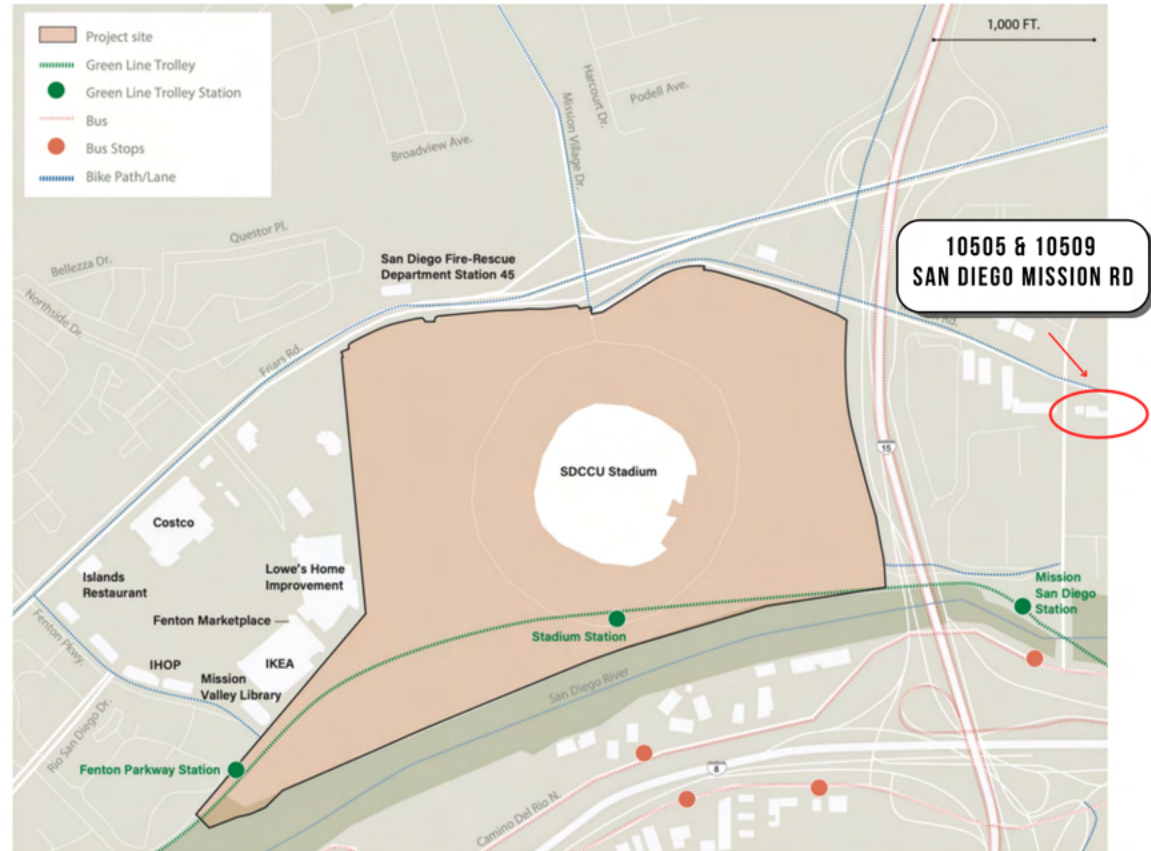 Project site
Green Line Trolley
Green Line Trolley Station
Bus
Bus Stops
Bike Path/Lane
1,000 FT.
Harcourt Dr.
Podell Ave.
Mission Village Dr.
Broadview Ave.
Questor Pl.
Bellezza Dr.
Northside Dr.
San Diego Fire-Rescue
Department Station 45
10505 & 10509
SAN DIEGO MISSION RD
Rd.
Friars Rd.
15
SDCCU Stadium
Costco
Islands
Restaurant
Lowe's Home
Improvement
Fenton Marketplace
Fenton Pkwy.
IHOP
IKEA
Mission
Valley Library
Rio San Diego Dr.
Stadium Station
Mission
San Diego
Station
San Diego River
Fenton Parkway Station
8
Camino Del Rio N.